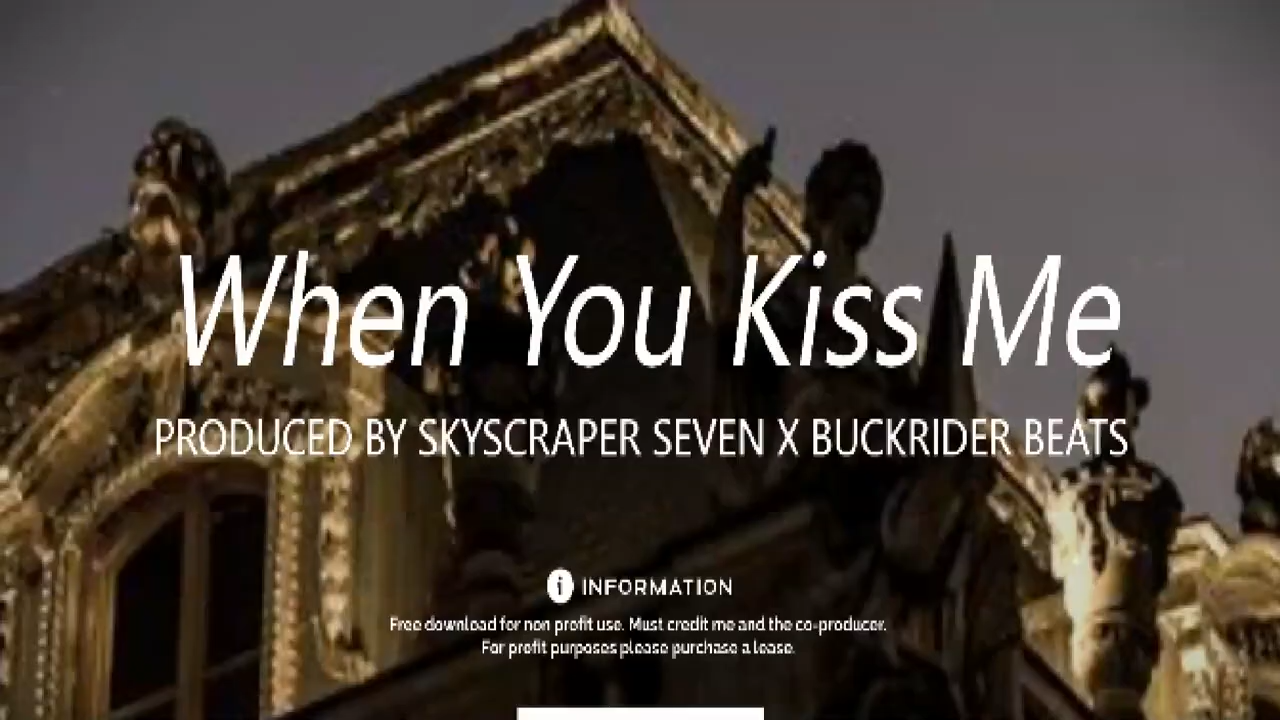 When You Kiss Me
PRODUCED BY SKYSCRAPER SEVEN X BUCKRIDER BEATS
i INFORMATION
Free download for non profit use. Must credit me and the co-producer.
For profit purposes please purchase a lease.